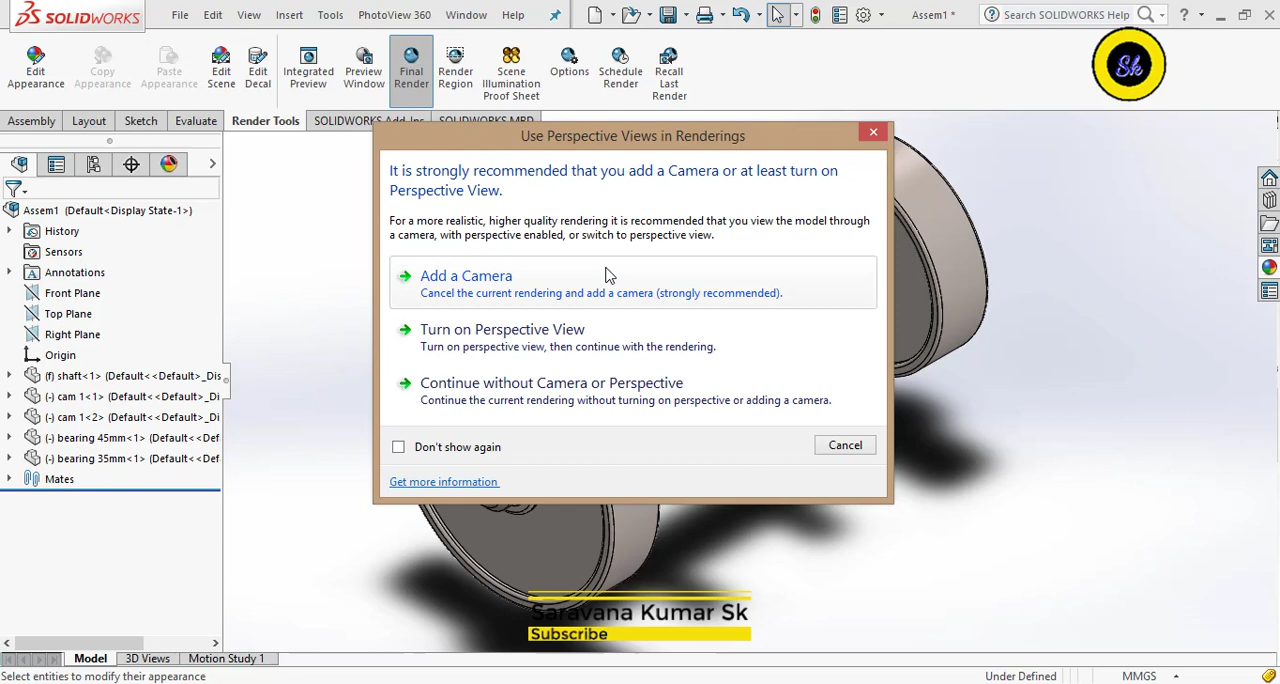 SOLIDWORKS File Edit View Insert Tools PhotoView 360 Window Help Assem1 * Search SOLIDWORKS Help ?
Edit Appearance
Copy Appearance
Paste Appearance
Edit Scene
Edit Decal
Integrated Preview
Preview Window
Final Render
Render Region
Scene Illumination Proof Sheet
Options
Schedule Render
Recall Last Render
Sk
Assembly Layout Sketch Evaluate Render Tools SOLIDWORKS Add-Ins SOLIDWORKS MBD
Use Perspective Views in Renderings
It is strongly recommended that you add a Camera or at least turn on
Perspective View.
For a more realistic, higher quality rendering it is recommended that you view the model through
a camera, with perspective enabled, or switch to perspective view.
Add a Camera
Cancel the current rendering and add a camera (strongly recommended).
Turn on Perspective View
Turn on perspective view, then continue with the rendering.
Continue without Camera or Perspective
Continue the current rendering without turning on perspective or adding a camera.
Don't show again
Cancel
Get more information
Assem1 (Default<Display State-1>)
History
Sensors
Annotations
Front Plane
Top Plane
Right Plane
Origin
(f) shaft<1> (Default<<Default>_Dis
(-) cam 1<1> (Default<<Default>_Di
(-) cam 1<2> (Default<<Default>_Di
(-) bearing 45mm<1> (Default<<Def
(-) bearing 35mm<1> (Default<<Def
Mates
Saravana Kumar Sk
Subscribe
Model 3D Views Motion Study 1
Select entities to modify their appearance
Under Defined
MMGS